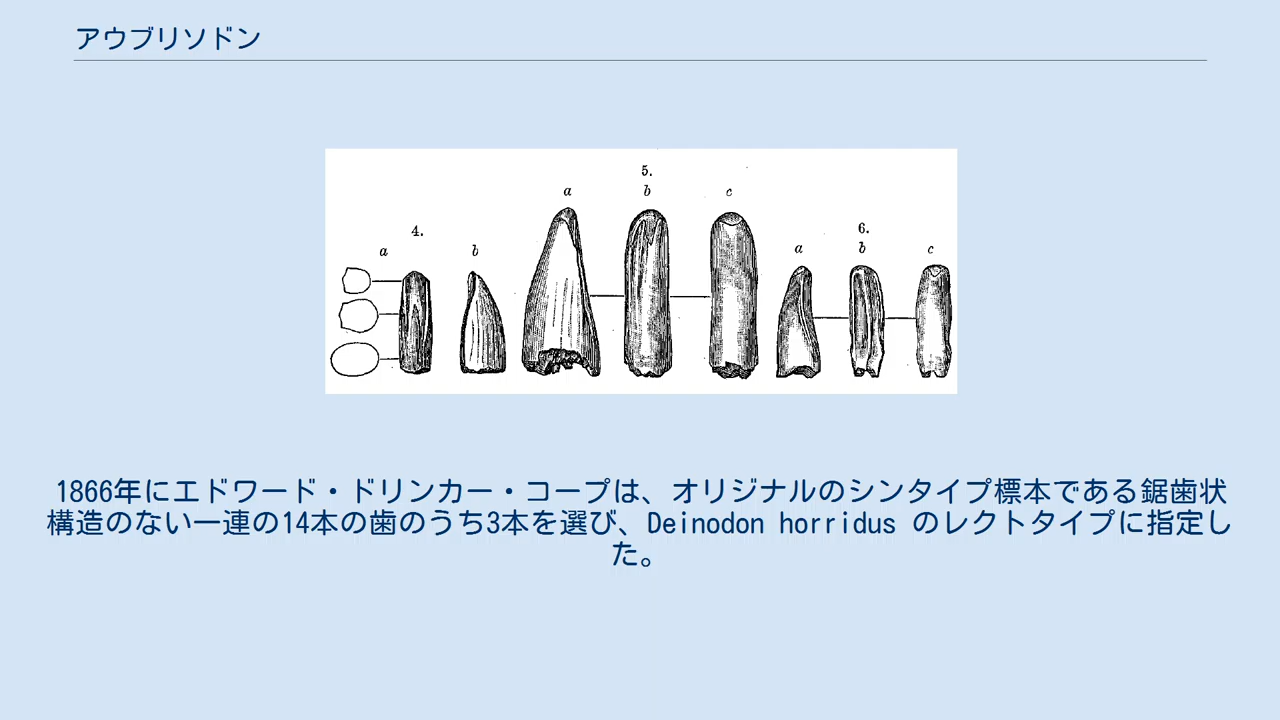 アウブリソドン
5.
a b c
4.
6.
a b
a b c
1866年にエドワード・ドリンカー・コープは、オリジナルのシンタイプ標本である鋸歯状
構造のない一連の14本の歯のうち3本を選び、Deinodon horridus のレクトタイプに指定し
た。